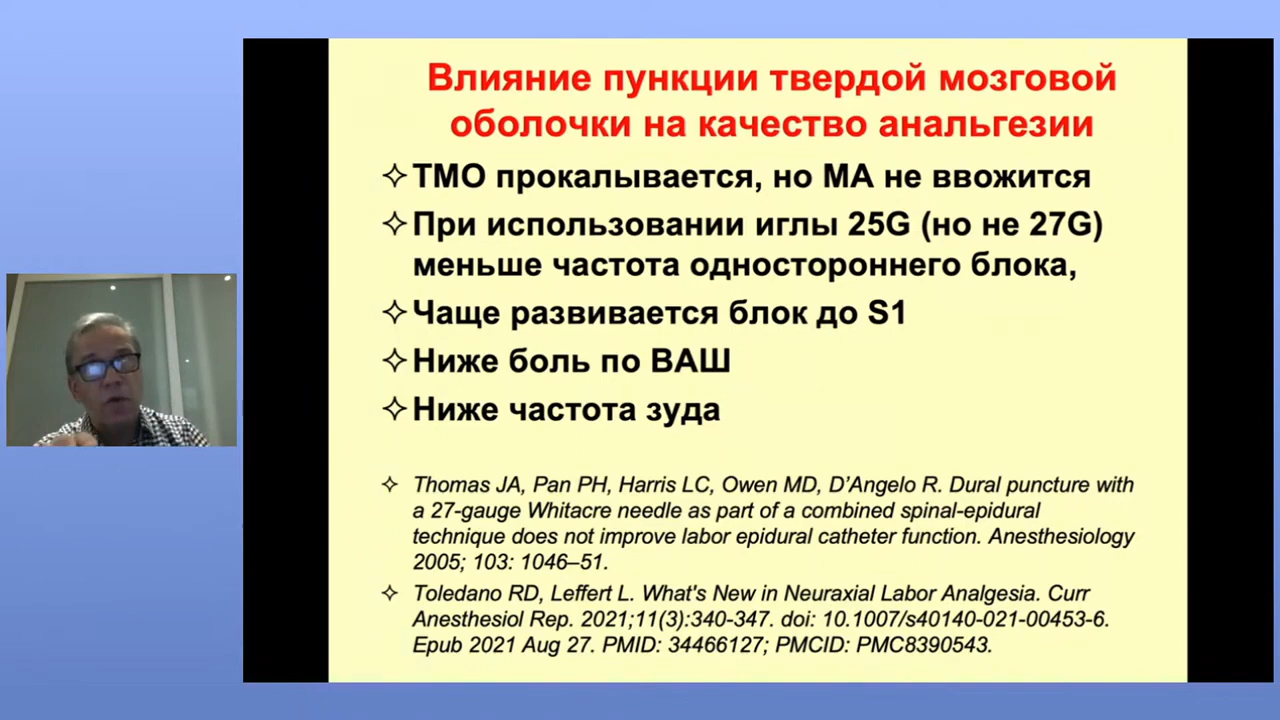 Влияние пункции твердой мозговой
оболочки на качество анальгезии
✧ ТМО прокалывается, но МА не ввожится
✧ При использовании иглы 25G (но не 27G)
меньше частота одностороннего блока,
✧ Чаще развивается блок до S1
✧ Ниже боль по ВАШ
✧ Ниже частота зуда
✧ Thomas JA, Pan PH, Harris LC, Owen MD, D’Angelo R. Dural puncture with
a 27-gauge Whitacre needle as part of a combined spinal-epidural
technique does not improve labor epidural catheter function. Anesthesiology
2005; 103: 1046–51.
✧ Toledano RD, Leffert L. What's New in Neuraxial Labor Analgesia. Curr
Anesthesiol Rep. 2021;11(3):340-347. doi: 10.1007/s40140-021-00453-6.
Epub 2021 Aug 27. PMID: 34466127; PMCID: PMC8390543.